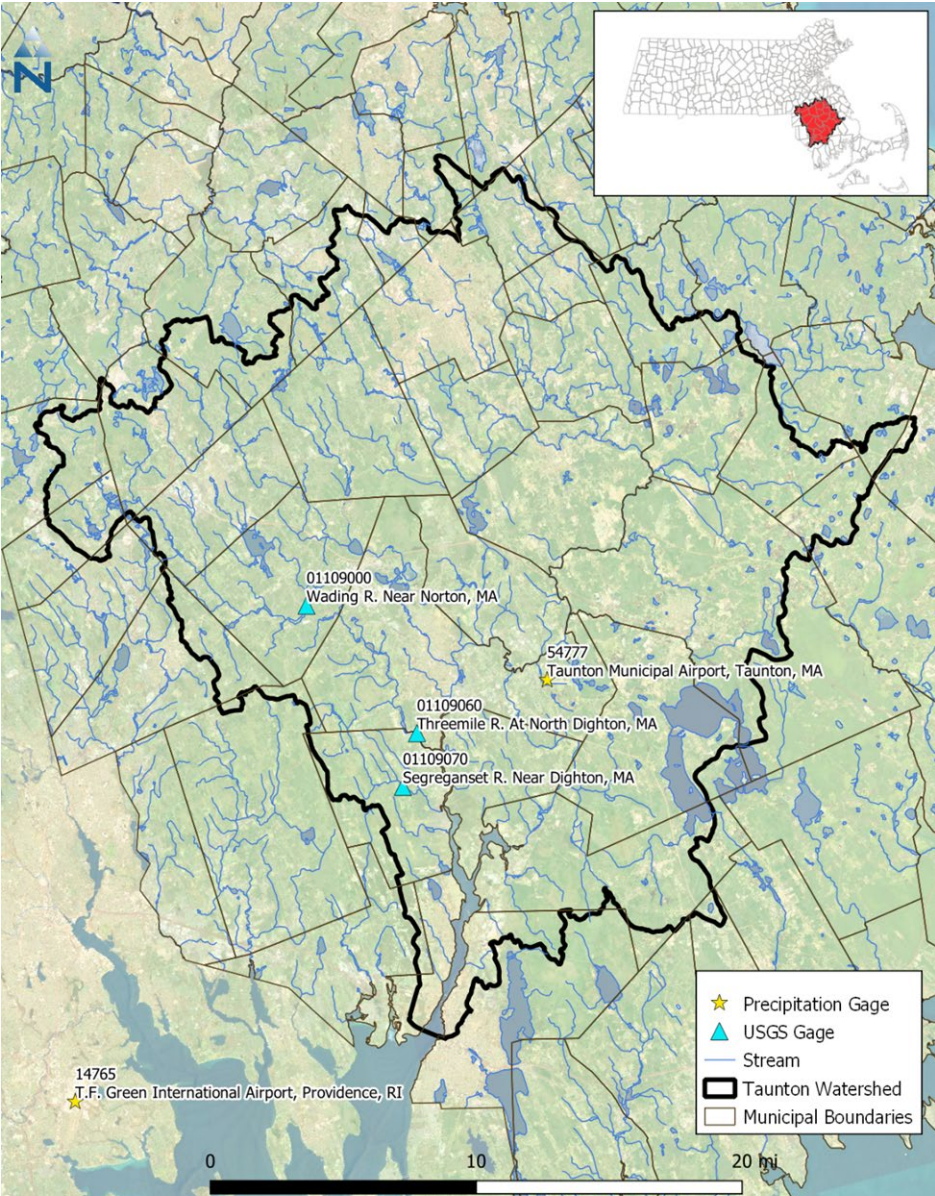 N
01109000
Wading R. Near Norton, MA
54777
Taunton Municipal Airport, Taunton, MA
01109060
Threemile R. At North Dighton, MA
01109070
Segreganset R. Near Dighton, MA
14765
T.F. Green International Airport, Providence, RI
Precipitation Gage
USGS Gage
Stream
Taunton Watershed
Municipal Boundaries
0 10 20 mi